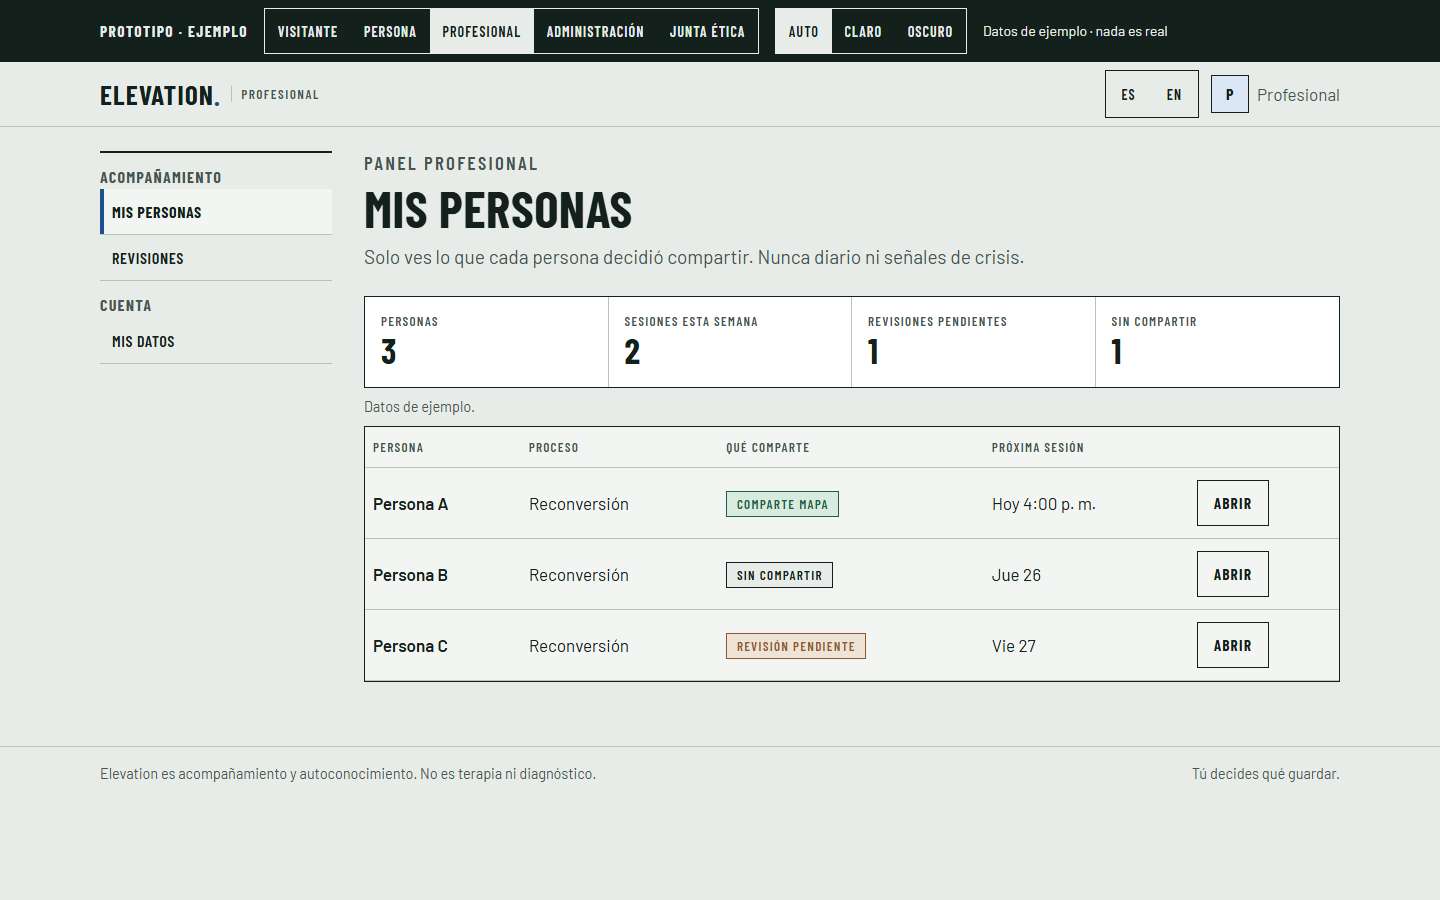 PROTOTIPO · EJEMPLO VISITANTE PERSONA PROFESIONAL ADMINISTRACIÓN JUNTA ÉTICA AUTO CLARO OSCURO Datos de ejemplo · nada es real
ELEVATION. PROFESIONAL ES EN P Profesional
ACOMPAÑAMIENTO
MIS PERSONAS
REVISIONES
CUENTA
MIS DATOS
PANEL PROFESIONAL
MIS PERSONAS
Solo ves lo que cada persona decidió compartir. Nunca diario ni señales de crisis.
PERSONAS SESIONES ESTA SEMANA REVISIONES PENDIENTES SIN COMPARTIR
3 2 1 1
Datos de ejemplo.
PERSONA PROCESO QUÉ COMPARTE PRÓXIMA SESIÓN
Persona A Reconversión COMPARTE MAPA Hoy 4:00 p. m. ABRIR
Persona B Reconversión SIN COMPARTIR Jue 26 ABRIR
Persona C Reconversión REVISIÓN PENDIENTE Vie 27 ABRIR
Elevation es acompañamiento y autoconocimiento. No es terapia ni diagnóstico. Tú decides qué guardar.